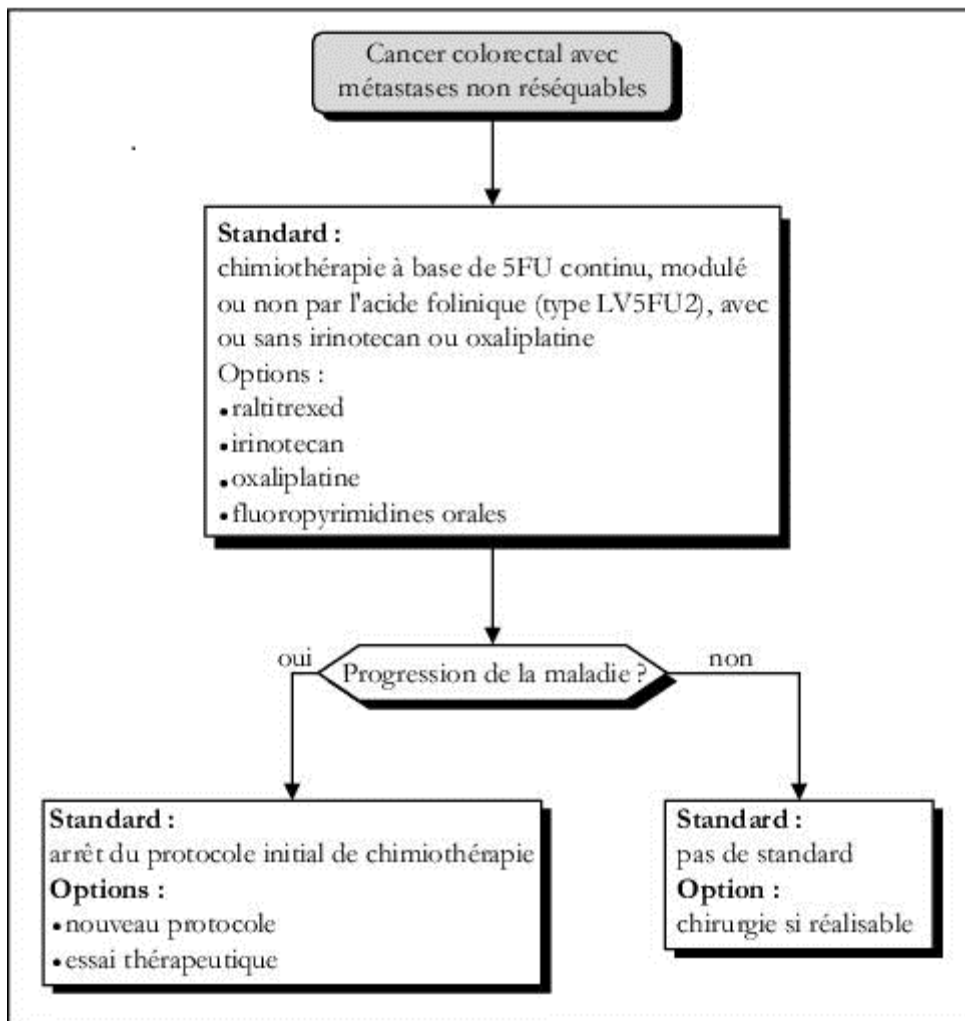 Cancer colorectal avec
métastases non réséquables
Standard :
chimiothérapie à base de 5FU continu, modulé
ou non par l'acide folinique (type LV5FU2), avec
ou sans irinotecan ou oxaliplatine
Options :
• raltitrexed
• irinotecan
• oxaliplatine
• fluoropyrimidines orales
oui
Progression de la maladie ?
non
Standard :
arrêt du protocole initial de chimiothérapie
Options :
• nouveau protocole
• essai thérapeutique
Standard :
pas de standard
Option :
chirurgie si réalisable